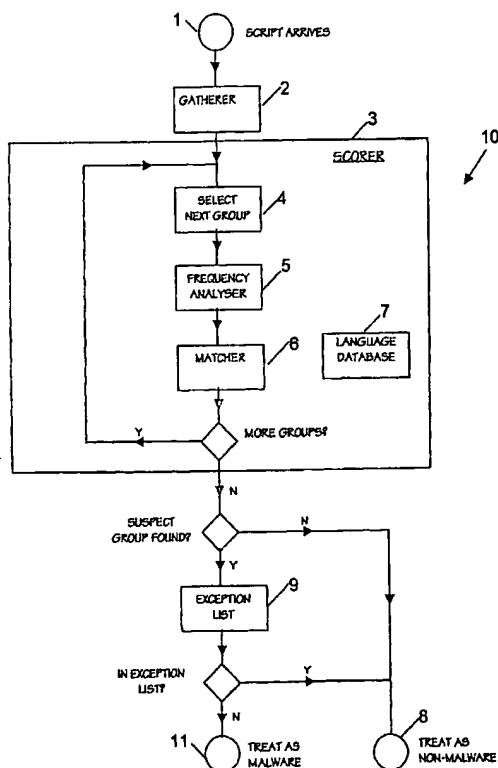 1
SCRIPT ARRIVES
GATHERER
2
3
SCORER
10
SELECT
NEXT GROUP
4
FREQUENCY
ANALYSER
5
7
LANGUAGE
DATABASE
MATCHER
6
Y
MORE GROUPS?
N
SUSPECT
GROUP FOUND?
N
Y
EXCEPTION
LIST
9
IN EXCEPTION
LIST?
Y
N
11
TREAT AS
MALWARE
8
TREAT AS
NON-MALWARE